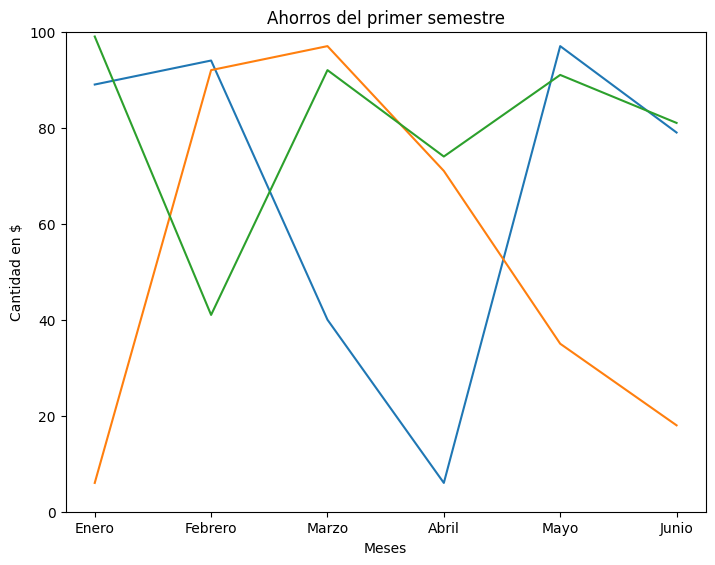 Ahorros del primer semestre
100
80
60
40
20
0
Cantidad en $
Enero Febrero Marzo Abril Mayo Junio
Meses